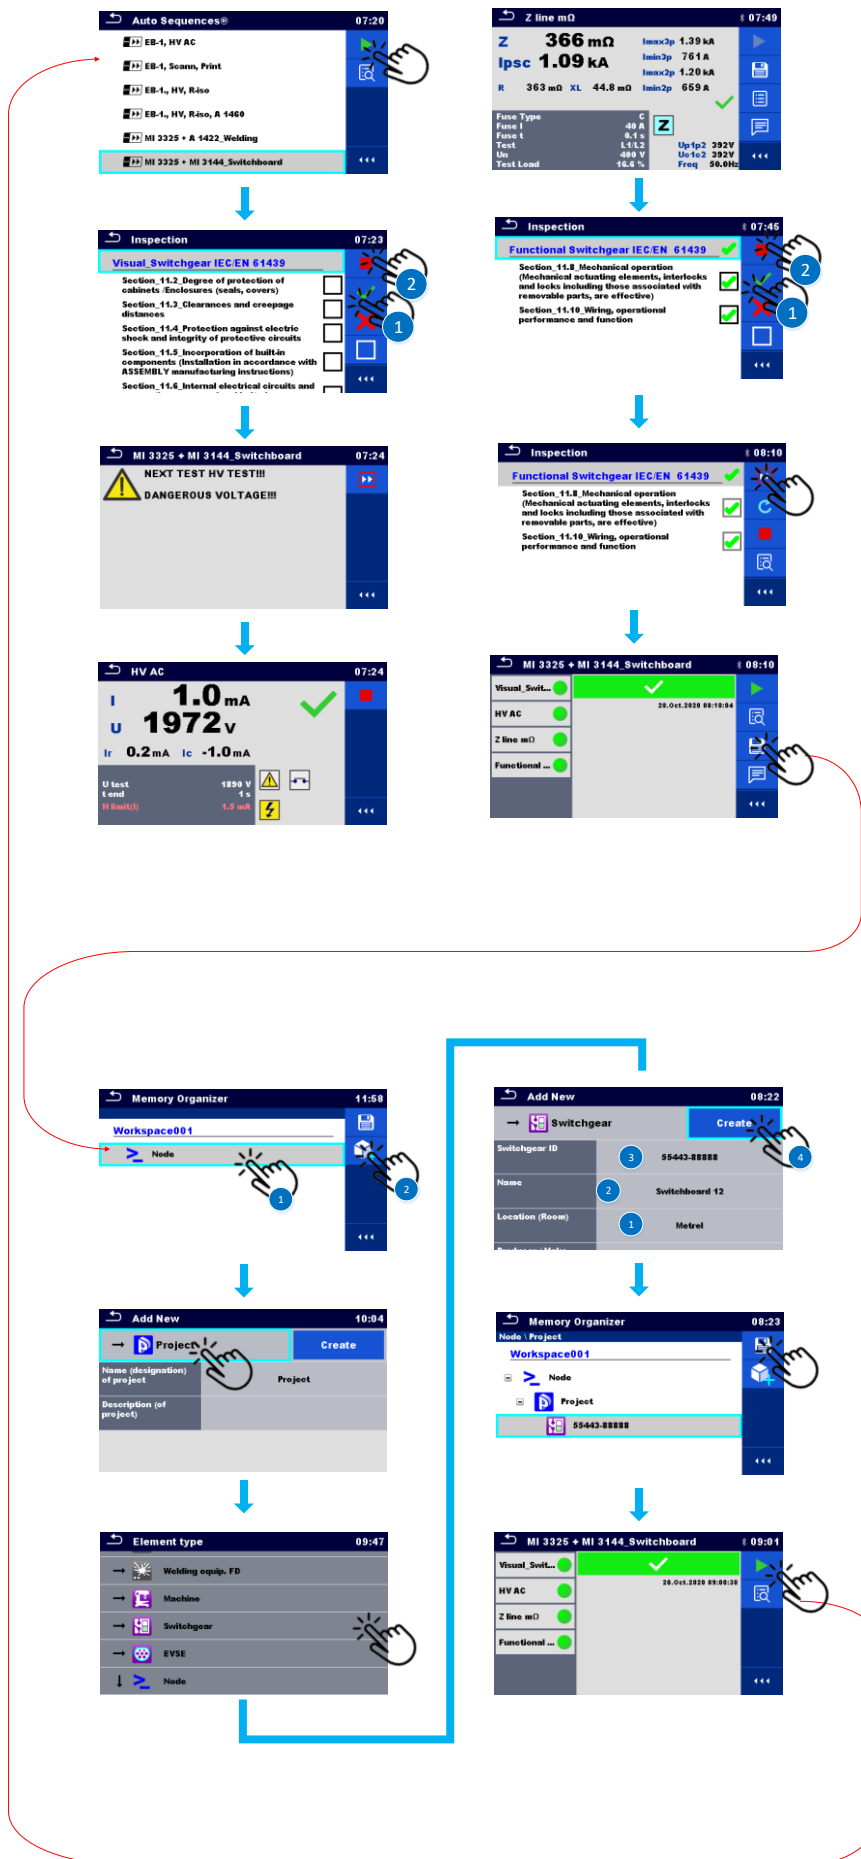 Auto Sequences® 07:20
EB-1, HV AC
EB-1, Scann, Print
EB-1., HV, R-iso
EB-1., HV, R-iso, A 1460
MI 3325 + A 1422_Welding
MI 3325 + MI 3144_Switchboard
Inspection 07:23
Visual_Switchgear IEC/EN 61439
Section_11.2_Degree of protection of
cabinets /Enclosures (seals, covers)
Section_11.3_Clearances and creepage
distances
Section_11.4_Protection against electric
shock and integrity of protective circuits
Section_11.5_Incorporation of built-in
components (Installation in accordance with
ASSEMBLY manufacturing instructions)
Section_11.6_Internal electrical circuits and
2
1
MI 3325 + MI 3144_Switchboard 07:24
NEXT TEST HV TEST!!!
DANGEROUS VOLTAGE!!!
HV AC 07:24
I 1.0 mA
U 1972 V
Ir 0.2 mA Ic -1.0 mA
U test 1890 V
t end 1 s
H limit(I) 1.5 mA
Z line mΩ 07:49
Z 366 mΩ Imax3p 1.39 kA
Ipsc 1.09 kA Imin3p 761 A
Imax2p 1.20 kA
R 363 mΩ XL 44.8 mΩ Imin2p 659 A
Fuse Type C
Fuse I 40 A
Fuse t 0.1 s
Test L1/L2
Un 400 V
Test Load 16.6 %
Z
Up1p2 392V
Uc1c2 392V
Freq 50.0Hz
Inspection 07:45
Functional Switchgear IEC/EN 61439
Section_11.8_Mechanical operation
(Mechanical actuating elements, interlocks
and locks including those associated with
removable parts, are effective)
Section_11.10_Wiring, operational
performance and function
2
1
Inspection 08:10
Functional Switchgear IEC/EN 61439
Section_11.8_Mechanical operation
(Mechanical actuating elements, interlocks
and locks including those associated with
removable parts, are effective)
Section_11.10_Wiring, operational
performance and function
MI 3325 + MI 3144_Switchboard 08:10
Visual_Swit...
20.Oct.2020 08:10:04
HV AC
Z line mΩ
Functional ...
Memory Organizer 11:58
Workspace001
Node
1
2
Add New 10:04
Project Create
Name (designation)
of project Project
Description (of
project)
Element type 09:47
Welding equip. FD
Machine
Switchgear
EVSE
Node
Add New 08:22
Switchgear Create
4
Switchgear ID 3 55443-88888
Name 2 Switchboard 12
Location (Room) 1 Metrel
Memory Organizer 08:23
Node \ Project
Workspace001
Node
Project
55443-88888
MI 3325 + MI 3144_Switchboard 09:01
Visual_Swit...
20.Oct.2020 09:00:30
HV AC
Z line mΩ
Functional ...